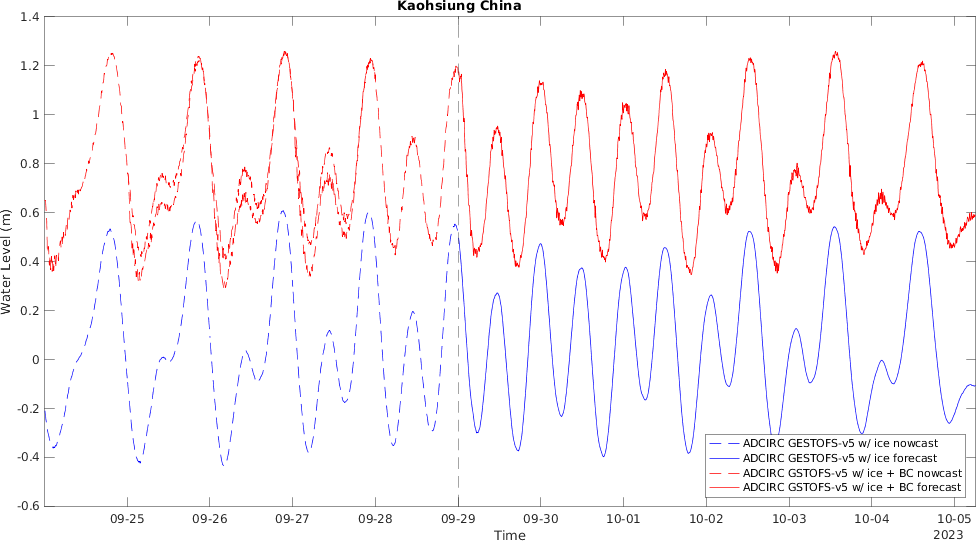 Kaohsiung China
1.4
1.2
1
0.8
0.6
0.4
0.2
0
-0.2
-0.4
-0.6
Water Level (m)
ADCIRC GESTOFS-v5 w/ ice nowcast
ADCIRC GESTOFS-v5 w/ ice forecast
ADCIRC GSTOFS-v5 w/ ice + BC nowcast
ADCIRC GSTOFS-v5 w/ ice + BC forecast
09-25 09-26 09-27 09-28 09-29 09-30 10-01 10-02 10-03 10-04 10-05
Time 2023